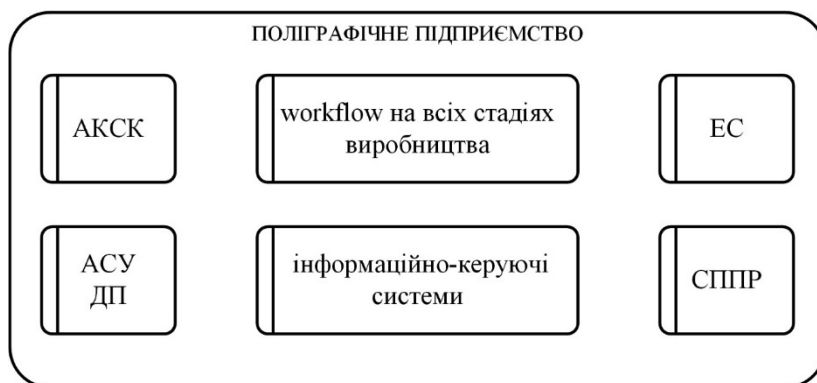 ПОЛІГРАФІЧНЕ ПІДПРИЄМСТВО
АКСК
workflow на всіх стадіях
виробництва
ЕС
АСУ
ДП
інформаційно-керуючі
системи
СППР